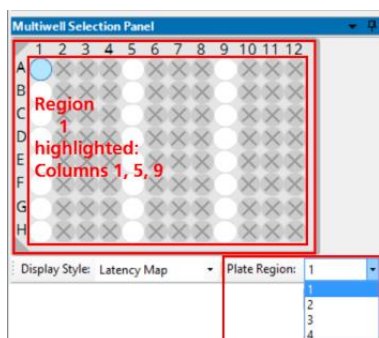 Multiwell Selection Panel
1 2 3 4 5 6 7 8 9 10 11 12
A
B
C
D
E
F
G
H
Region
1
highlighted:
Columns 1, 5, 9
Display Style: Latency Map Plate Region: 1
1
2
3
4